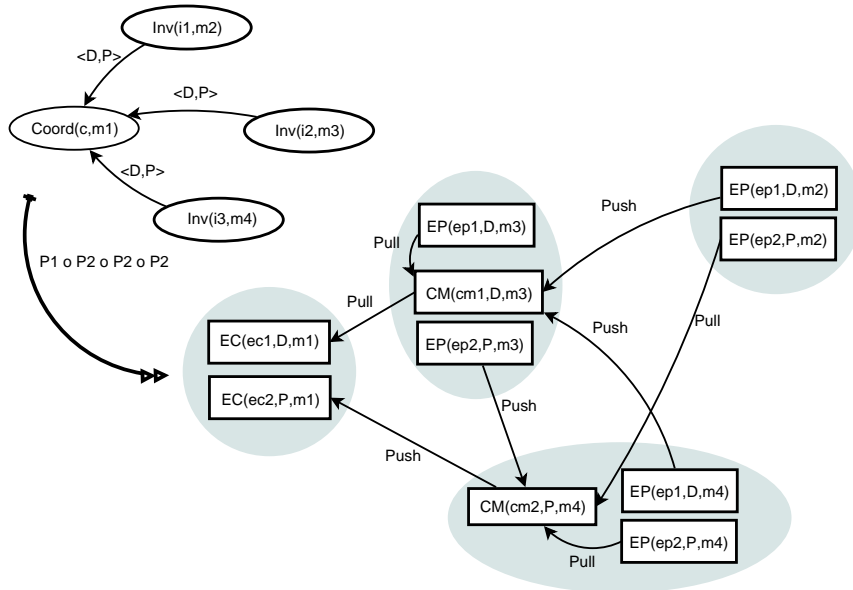 Inv(i1,m2)
<D,P>
<D,P>
Coord(c,m1)
Inv(i2,m3)
<D,P>
Inv(i3,m4)
P1 o P2 o P2 o P2
EP(ep1,D,m2)
Push
EP(ep1,D,m3)
EP(ep2,P,m2)
Pull
CM(cm1,D,m3)
Pull
Push
Pull
EC(ec1,D,m1)
EP(ep2,P,m3)
EC(ec2,P,m1)
Push
Push
CM(cm2,P,m4)
EP(ep1,D,m4)
EP(ep2,P,m4)
Pull